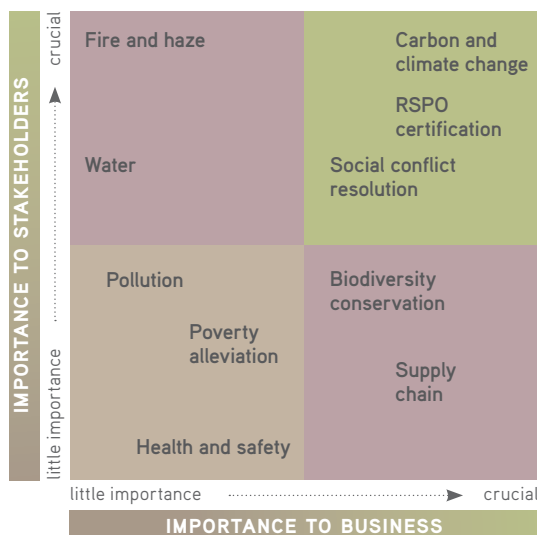 IMPORTANCE TO STAKEHOLDERS
crucial
little importance
Fire and haze
Carbon and
climate change
RSPO
certification
Water
Social conflict
resolution
Pollution
Biodiversity
conservation
Poverty
alleviation
Supply
chain
Health and safety
little importance
crucial
IMPORTANCE TO BUSINESS